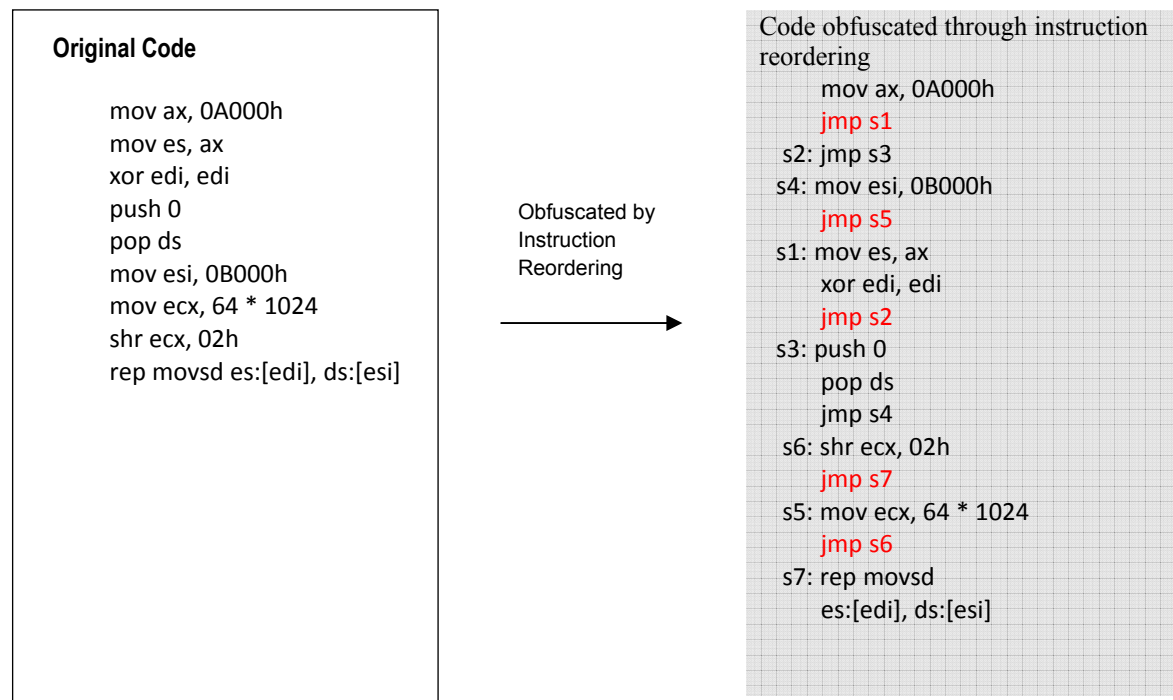 Original Code
mov ax, 0A000h
mov es, ax
xor edi, edi
push 0
pop ds
mov esi, 0B000h
mov ecx, 64 * 1024
shr ecx, 02h
rep movsd es:[edi], ds:[esi]
Obfuscated by
Instruction
Reordering
Code obfuscated through instruction
reordering
mov ax, 0A000h
jmp s1
s2: jmp s3
s4: mov esi, 0B000h
jmp s5
s1: mov es, ax
xor edi, edi
jmp s2
s3: push 0
pop ds
jmp s4
s6: shr ecx, 02h
jmp s7
s5: mov ecx, 64 * 1024
jmp s6
s7: rep movsd
es:[edi], ds:[esi]